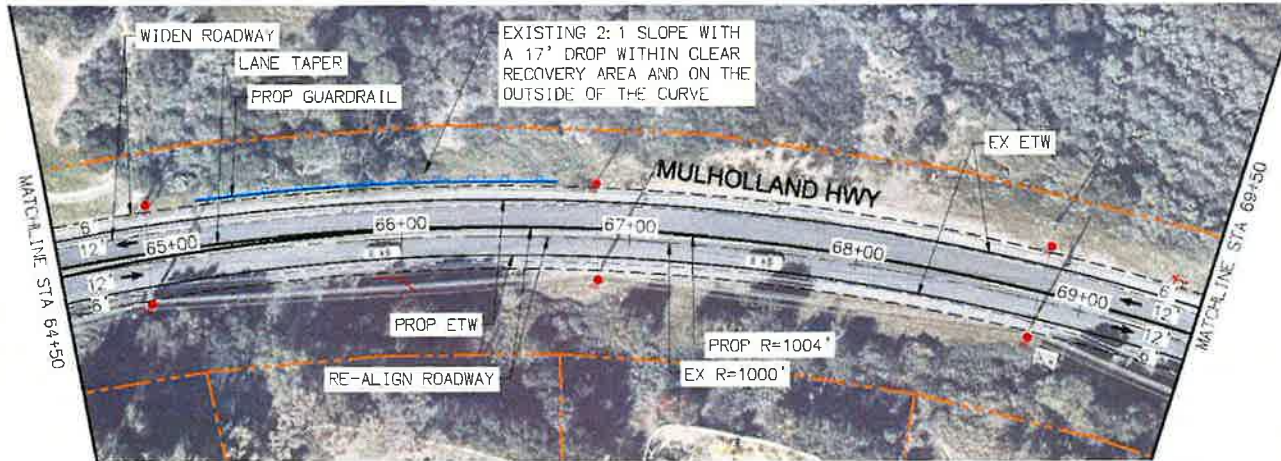 WIDEN ROADWAY
LANE TAPER
PROP GUARDRAIL
EXISTING 2:1 SLOPE WITH
A 17' DROP WITHIN CLEAR
RECOVERY AREA AND ON THE
OUTSIDE OF THE CURVE
EX ETW
MULHOLLAND HWY
MATCHLINE STA 64+50
MATCHLINE STA 69+50
6'
12'
65+00
66+00
67+00
68+00
69+00
12'
6'
6'
12'
12'
6'
PROP ETW
RE-ALIGN ROADWAY
PROP R=1004'
EX R=1000'